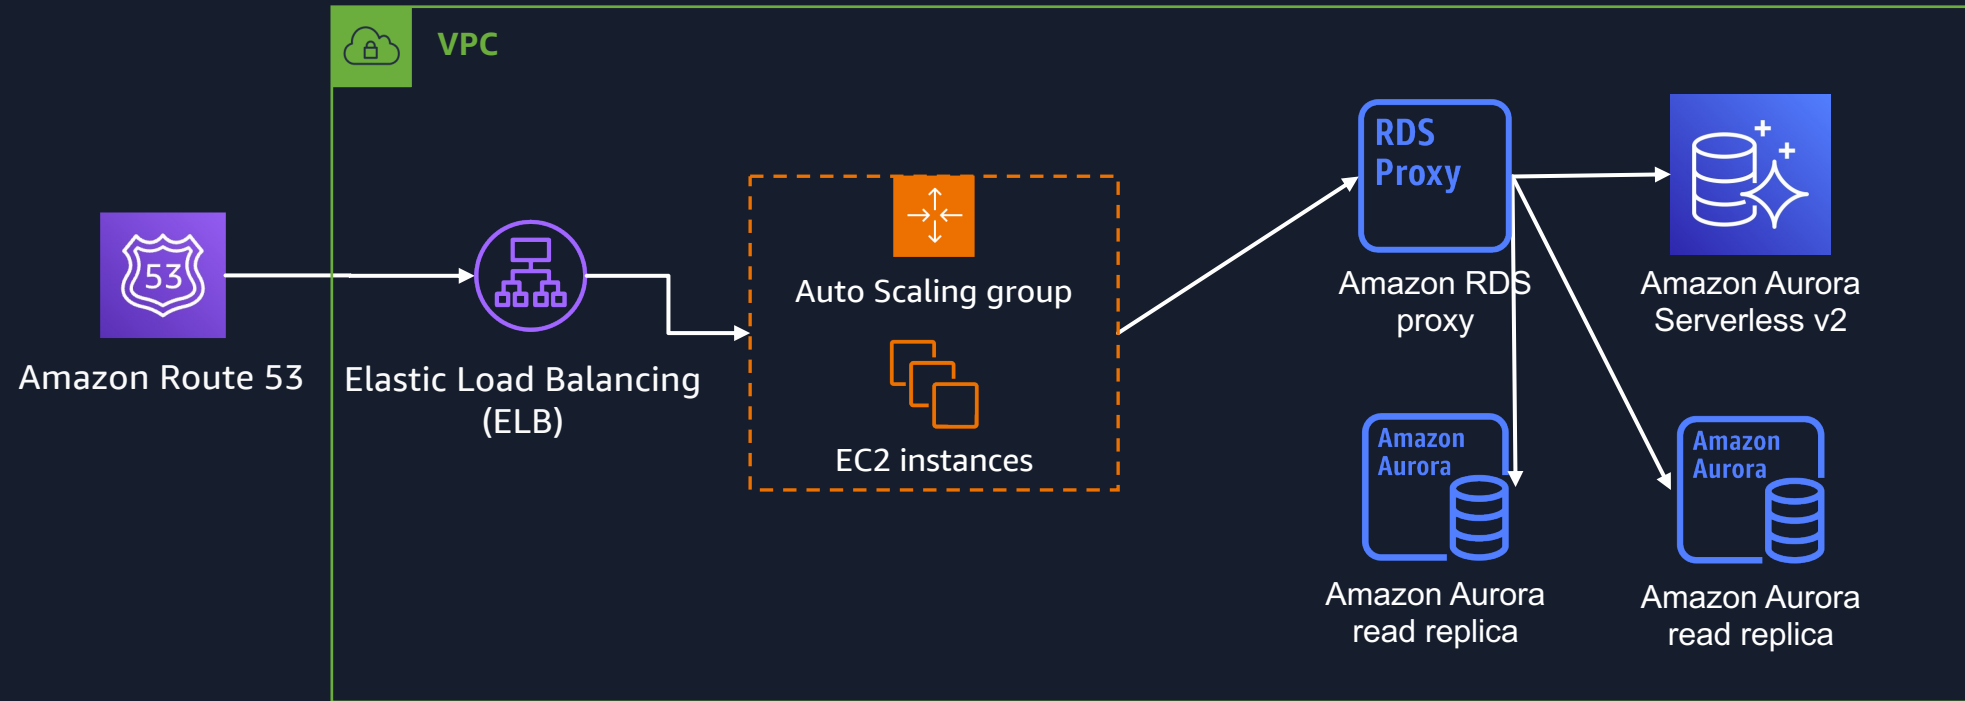 VPC
53
Amazon Route 53
Elastic Load Balancing
(ELB)
Auto Scaling group
EC2 instances
RDS
Proxy
Amazon RDS
proxy
Amazon Aurora
Serverless v2
Amazon
Aurora
Amazon Aurora
read replica
Amazon
Aurora
Amazon Aurora
read replica